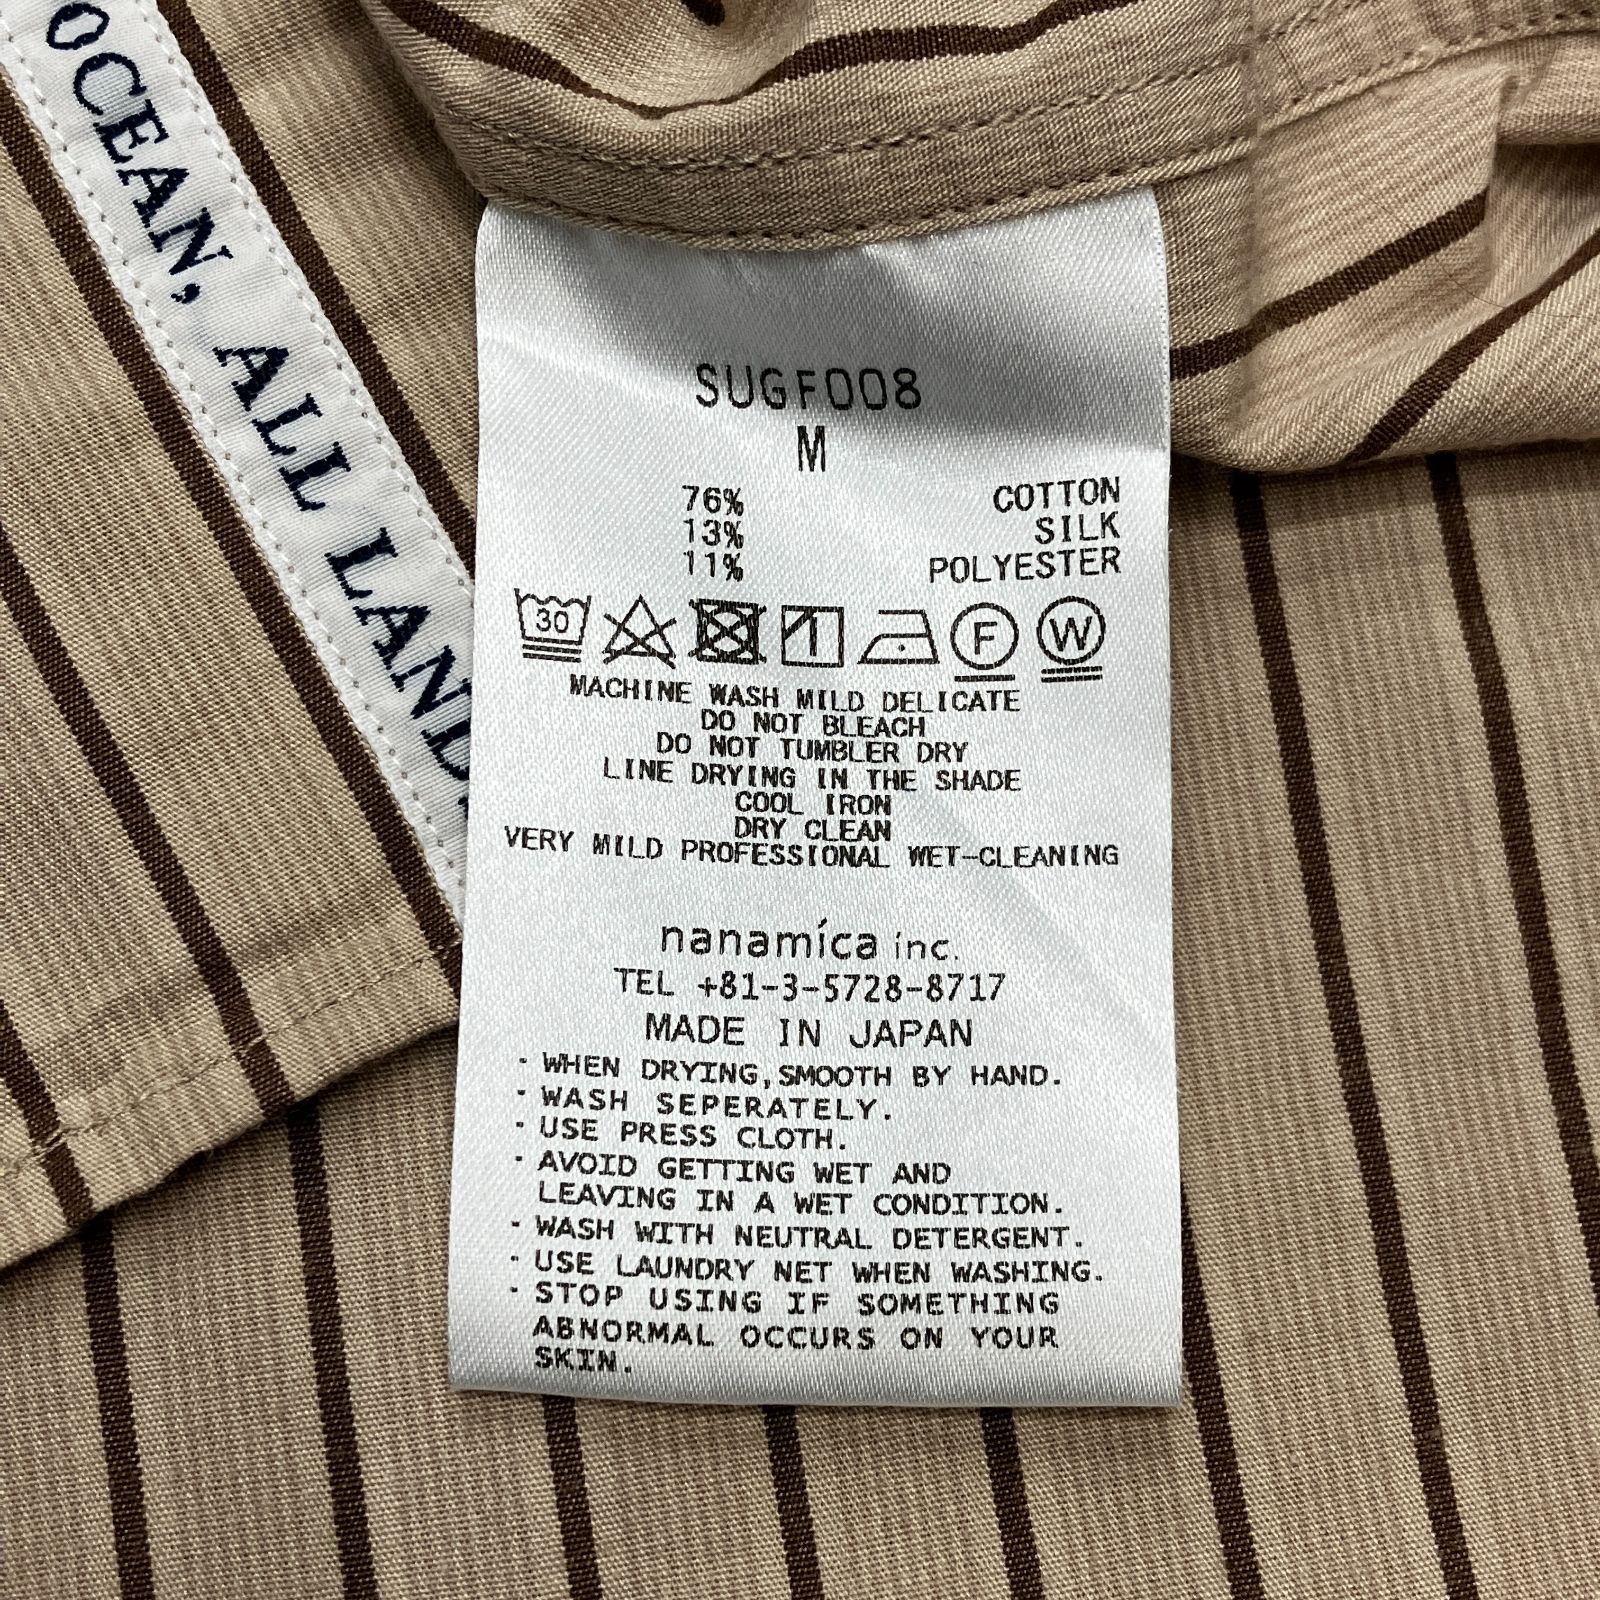 OCEAN, ALL LAND
SUGF008
M
76% COTTON
13% SILK
11% POLYESTER
30 F W
MACHINE WASH MILD DELICATE
DO NOT BLEACH
DO NOT TUMBLER DRY
LINE DRYING IN THE SHADE
COOL IRON
DRY CLEAN
VERY MILD PROFESSIONAL WET-CLEANING
nanamíca inc.
TEL +81-3-5728-8717
MADE IN JAPAN
・WHEN DRYING,SMOOTH BY HAND.
・WASH SEPERATELY.
・USE PRESS CLOTH.
・AVOID GETTING WET AND
LEAVING IN A WET CONDITION.
・WASH WITH NEUTRAL DETERGENT.
・USE LAUNDRY NET WHEN WASHING.
・STOP USING IF SOMETHING
ABNORMAL OCCURS ON YOUR
SKIN.